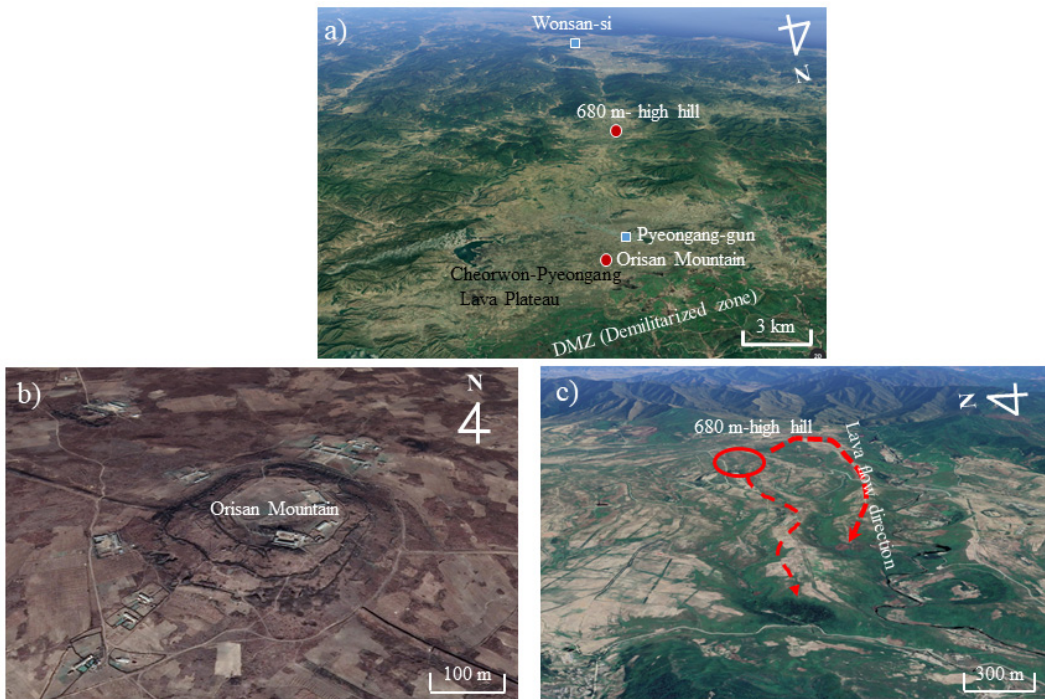 a)
Wonsan-si
N
680 m- high hill
Pyeongang-gun
Orisan Mountain
Cheorwon-Pyeongang
Lava Plateau
DMZ (Demilitarized zone)
3 km
2D
b)
N
Orisan Mountain
100 m
c)
N
680 m-high hill
Lava flow direction
300 m